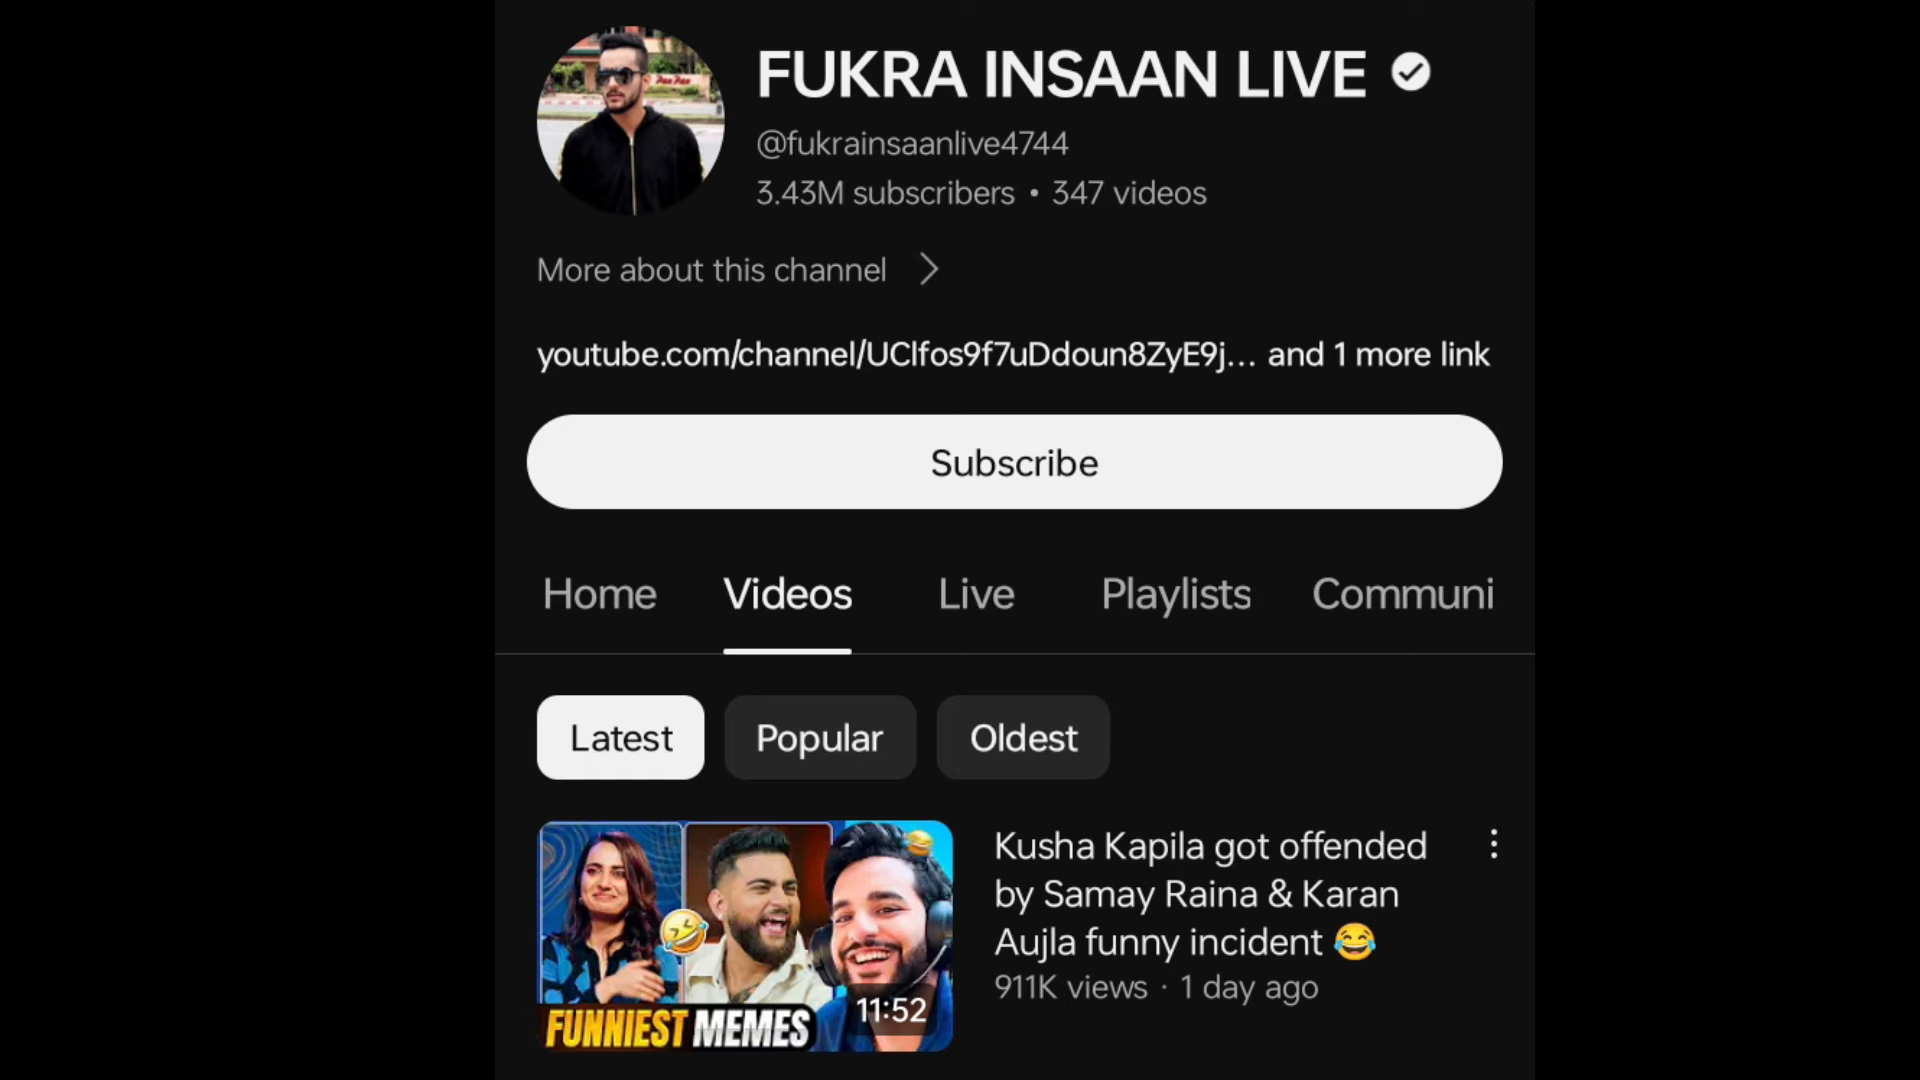 FUKRA INSAAN LIVE
@fukrainsaanlive4744
3.43M subscribers • 347 videos
More about this channel
youtube.com/channel/UClfos9f7uDdoun8ZyE9j... and 1 more link
Subscribe
Home Videos Live Playlists Communi
Latest Popular Oldest
Kusha Kapila got offended
by Samay Raina & Karan
Aujla funny incident 😂
911K views · 1 day ago
11:52
FUNNIEST MEMES